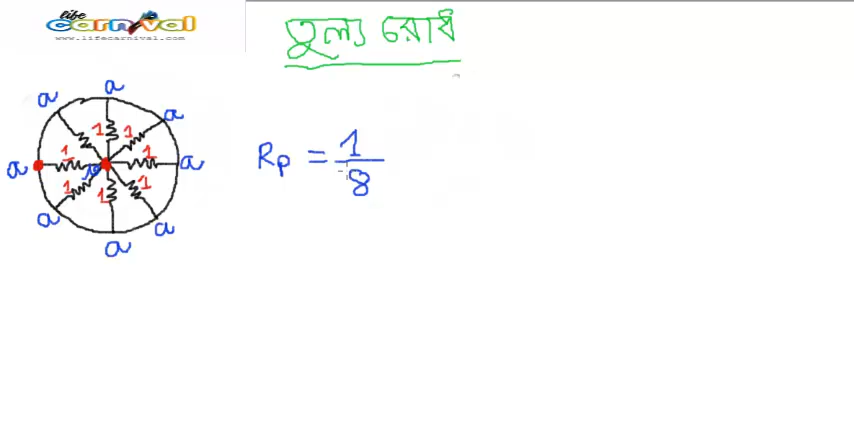 life
carnival
www.lifecarnival.com
তুল্য রোধ
a
a
a
a
a
a
a
a
1
1
1
1
1
1
1
1
Rp = 1/8